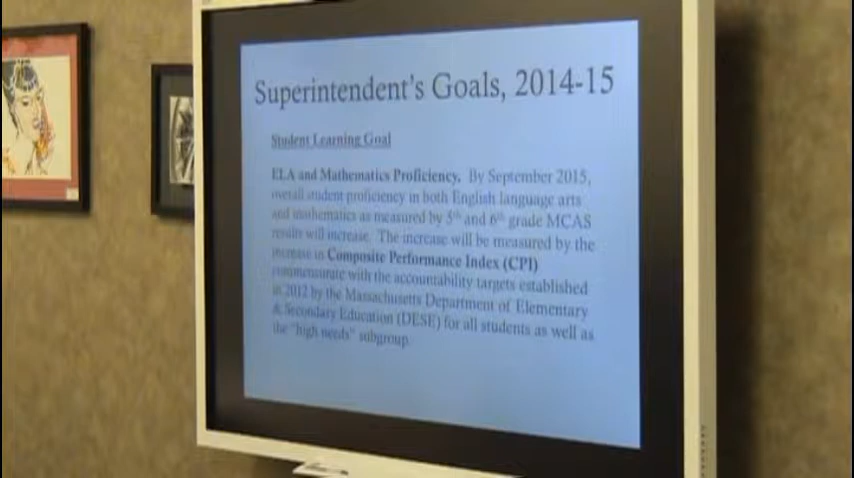 Superintendent's Goals, 2014-15
Student Learning Goal
ELA and Mathematics Proficiency. By September 2015,
overall student proficiency in both English language arts
and mathematics as measured by 5th and 6th grade MCAS
results will increase. The increase will be measured by the
increase in Composite Performance Index (CPI)
commensurate with the accountability targets established
in 2012 by the Massachusetts Department of Elementary
& Secondary Education (DESE) for all students as well as
the "high needs" subgroup.